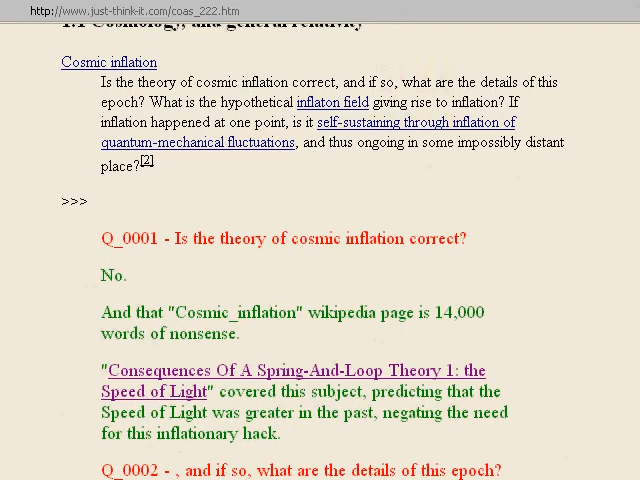 http://www.just-think-it.com/coas_222.htm
1.1 Cosmology, and general relativity
Cosmic inflation
Is the theory of cosmic inflation correct, and if so, what are the details of this
epoch? What is the hypothetical inflaton field giving rise to inflation? If
inflation happened at one point, is it self-sustaining through inflation of
quantum-mechanical fluctuations, and thus ongoing in some impossibly distant
place?[2]
>>>
Q_0001 - Is the theory of cosmic inflation correct?
No.
And that "Cosmic_inflation" wikipedia page is 14,000
words of nonsense.
"Consequences Of A Spring-And-Loop Theory 1: the
Speed of Light" covered this subject, predicting that the
Speed of Light was greater in the past, negating the need
for this inflationary hack.
Q_0002 - , and if so, what are the details of this epoch?